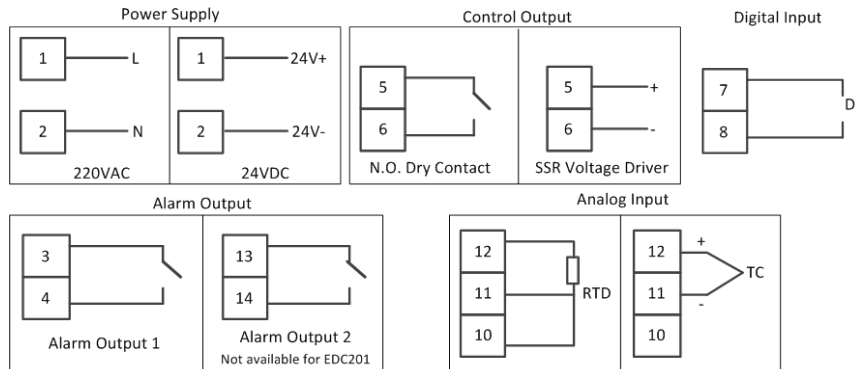 Power Supply
1 L
2 N
220VAC
1 24V+
2 24V-
24VDC
Control Output
5
6
N.O. Dry Contact
5 +
6 -
SSR Voltage Driver
Digital Input
7
8
D
Alarm Output
3
4
Alarm Output 1
13
14
Alarm Output 2
Not available for EDC201
Analog Input
12
11
10
RTD
12 +
11 -
10
TC